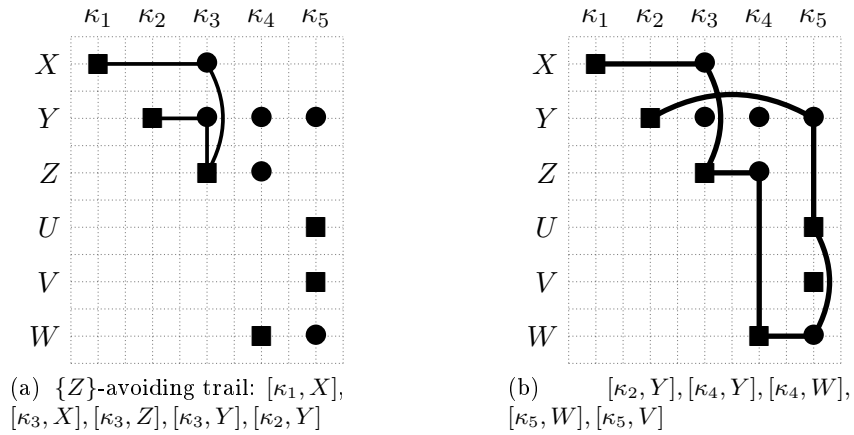 κ₁ κ₂ κ₃ κ₄ κ₅
X
Y
Z
U
V
W
(a) {Z}-avoiding trail: [κ₁, X],
[κ₃, X], [κ₃, Z], [κ₃, Y], [κ₂, Y]
κ₁ κ₂ κ₃ κ₄ κ₅
X
Y
Z
U
V
W
(b) [κ₂, Y], [κ₄, Y], [κ₄, W],
[κ₅, W], [κ₅, V]